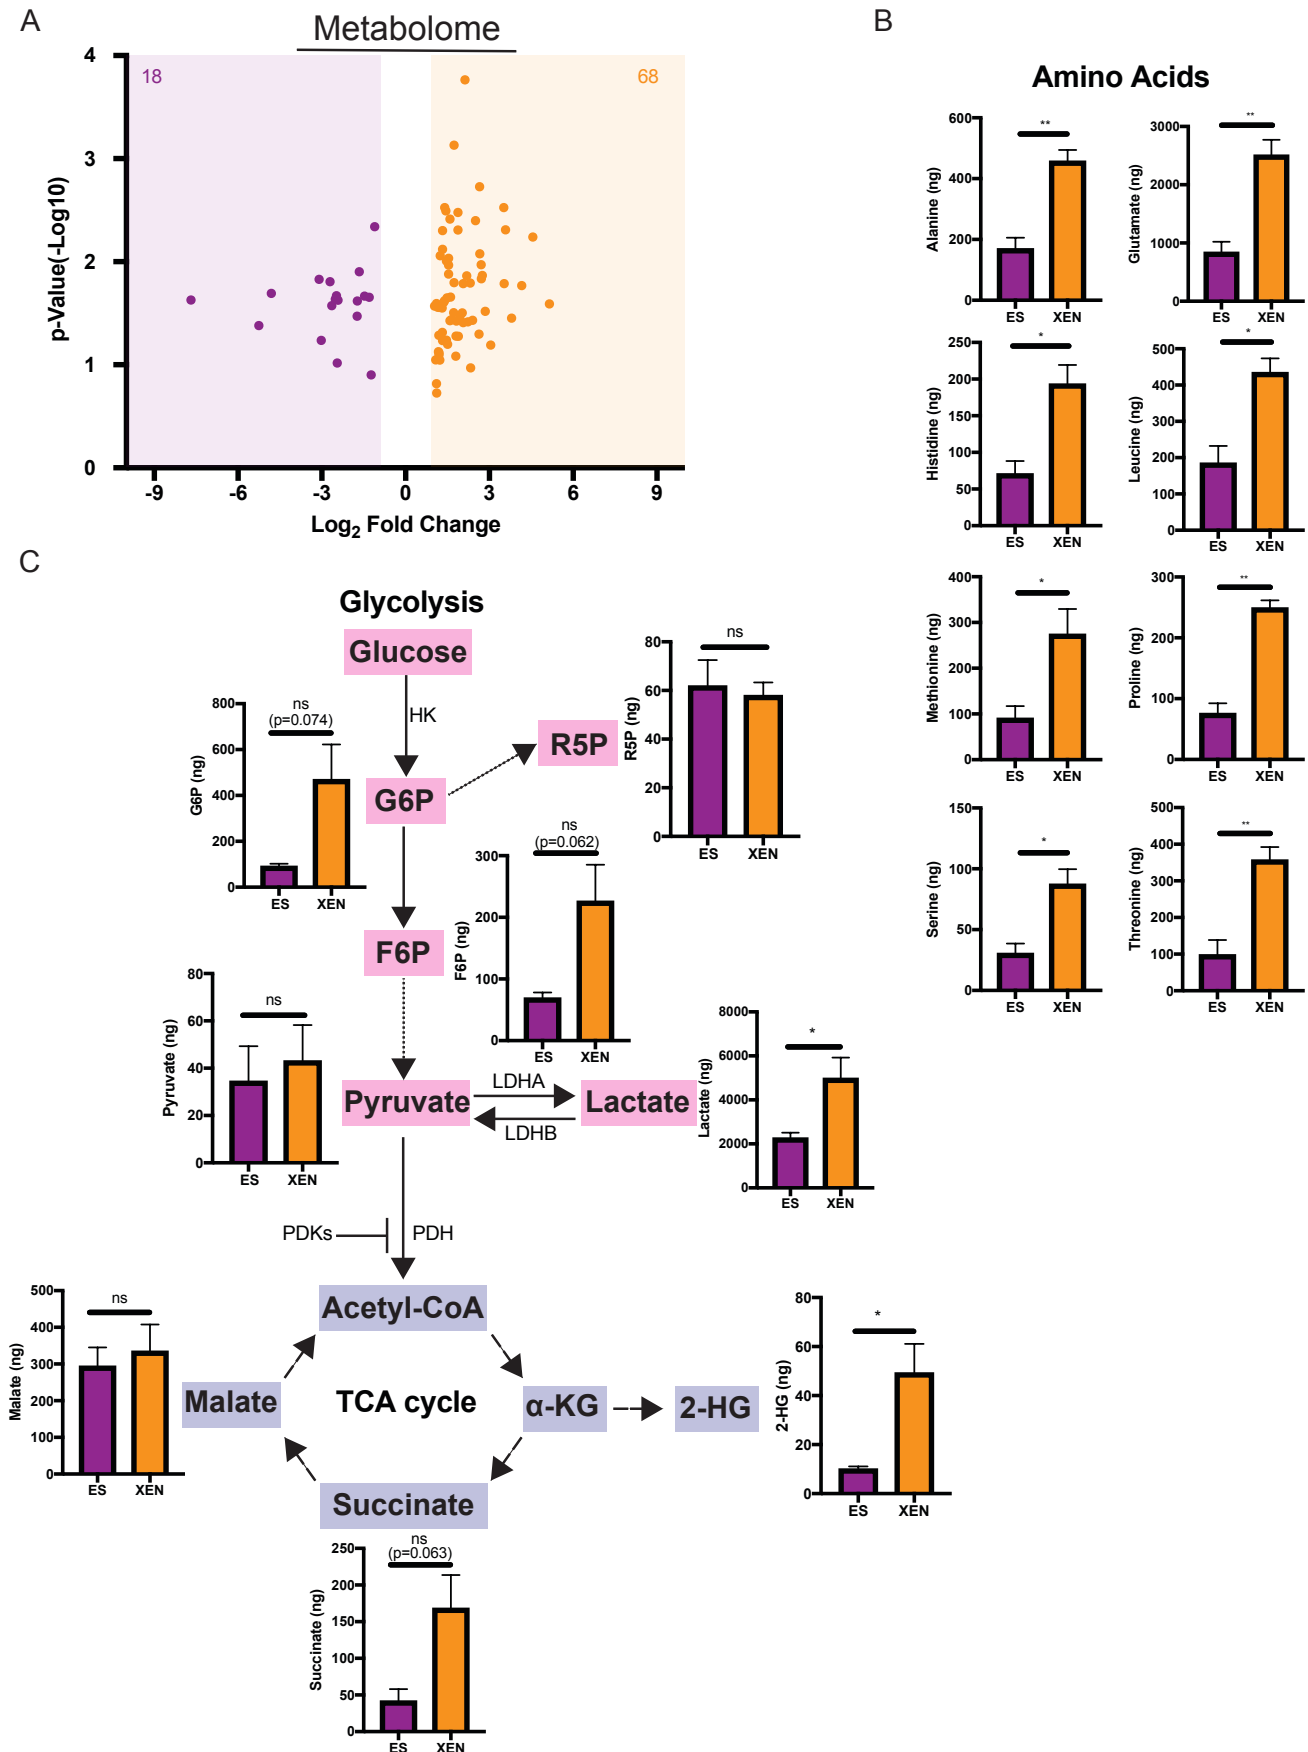 A
Metabolome
18
68
4
3
2
1
0
p-Value(-Log10)
-9 -6 -3 0 3 6 9
Log2 Fold Change
B
Amino Acids
600
400
200
0
Alanine (ng)
**
ES XEN
3000
2000
1000
0
Glutamate (ng)
**
ES XEN
250
200
150
100
50
0
Histidine (ng)
*
ES XEN
500
400
300
200
100
0
Leucine (ng)
*
ES XEN
400
300
200
100
0
Methionine (ng)
*
ES XEN
300
200
100
0
Proline (ng)
**
ES XEN
150
100
50
0
Serine (ng)
*
ES XEN
500
400
300
200
100
0
Threonine (ng)
**
ES XEN
C
Glycolysis
Glucose
HK
G6P
R5P
F6P
Pyruvate
LDHA
LDHB
Lactate
PDKs
PDH
Acetyl-CoA
TCA cycle
Malate
α-KG
2-HG
Succinate
800
600
400
200
0
G6P (ng)
ns
(p=0.074)
ES XEN
80
60
40
20
0
R5P (ng)
ns
ES XEN
300
200
100
0
F6P (ng)
ns
(p=0.062)
ES XEN
80
60
40
20
0
Pyruvate (ng)
ns
ES XEN
8000
6000
4000
2000
0
Lactate (ng)
*
ES XEN
500
400
300
200
100
0
Malate (ng)
ns
ES XEN
80
60
40
20
0
2-HG (ng)
*
ES XEN
250
200
150
100
50
0
Succinate (ng)
ns
(p=0.063)
ES XEN